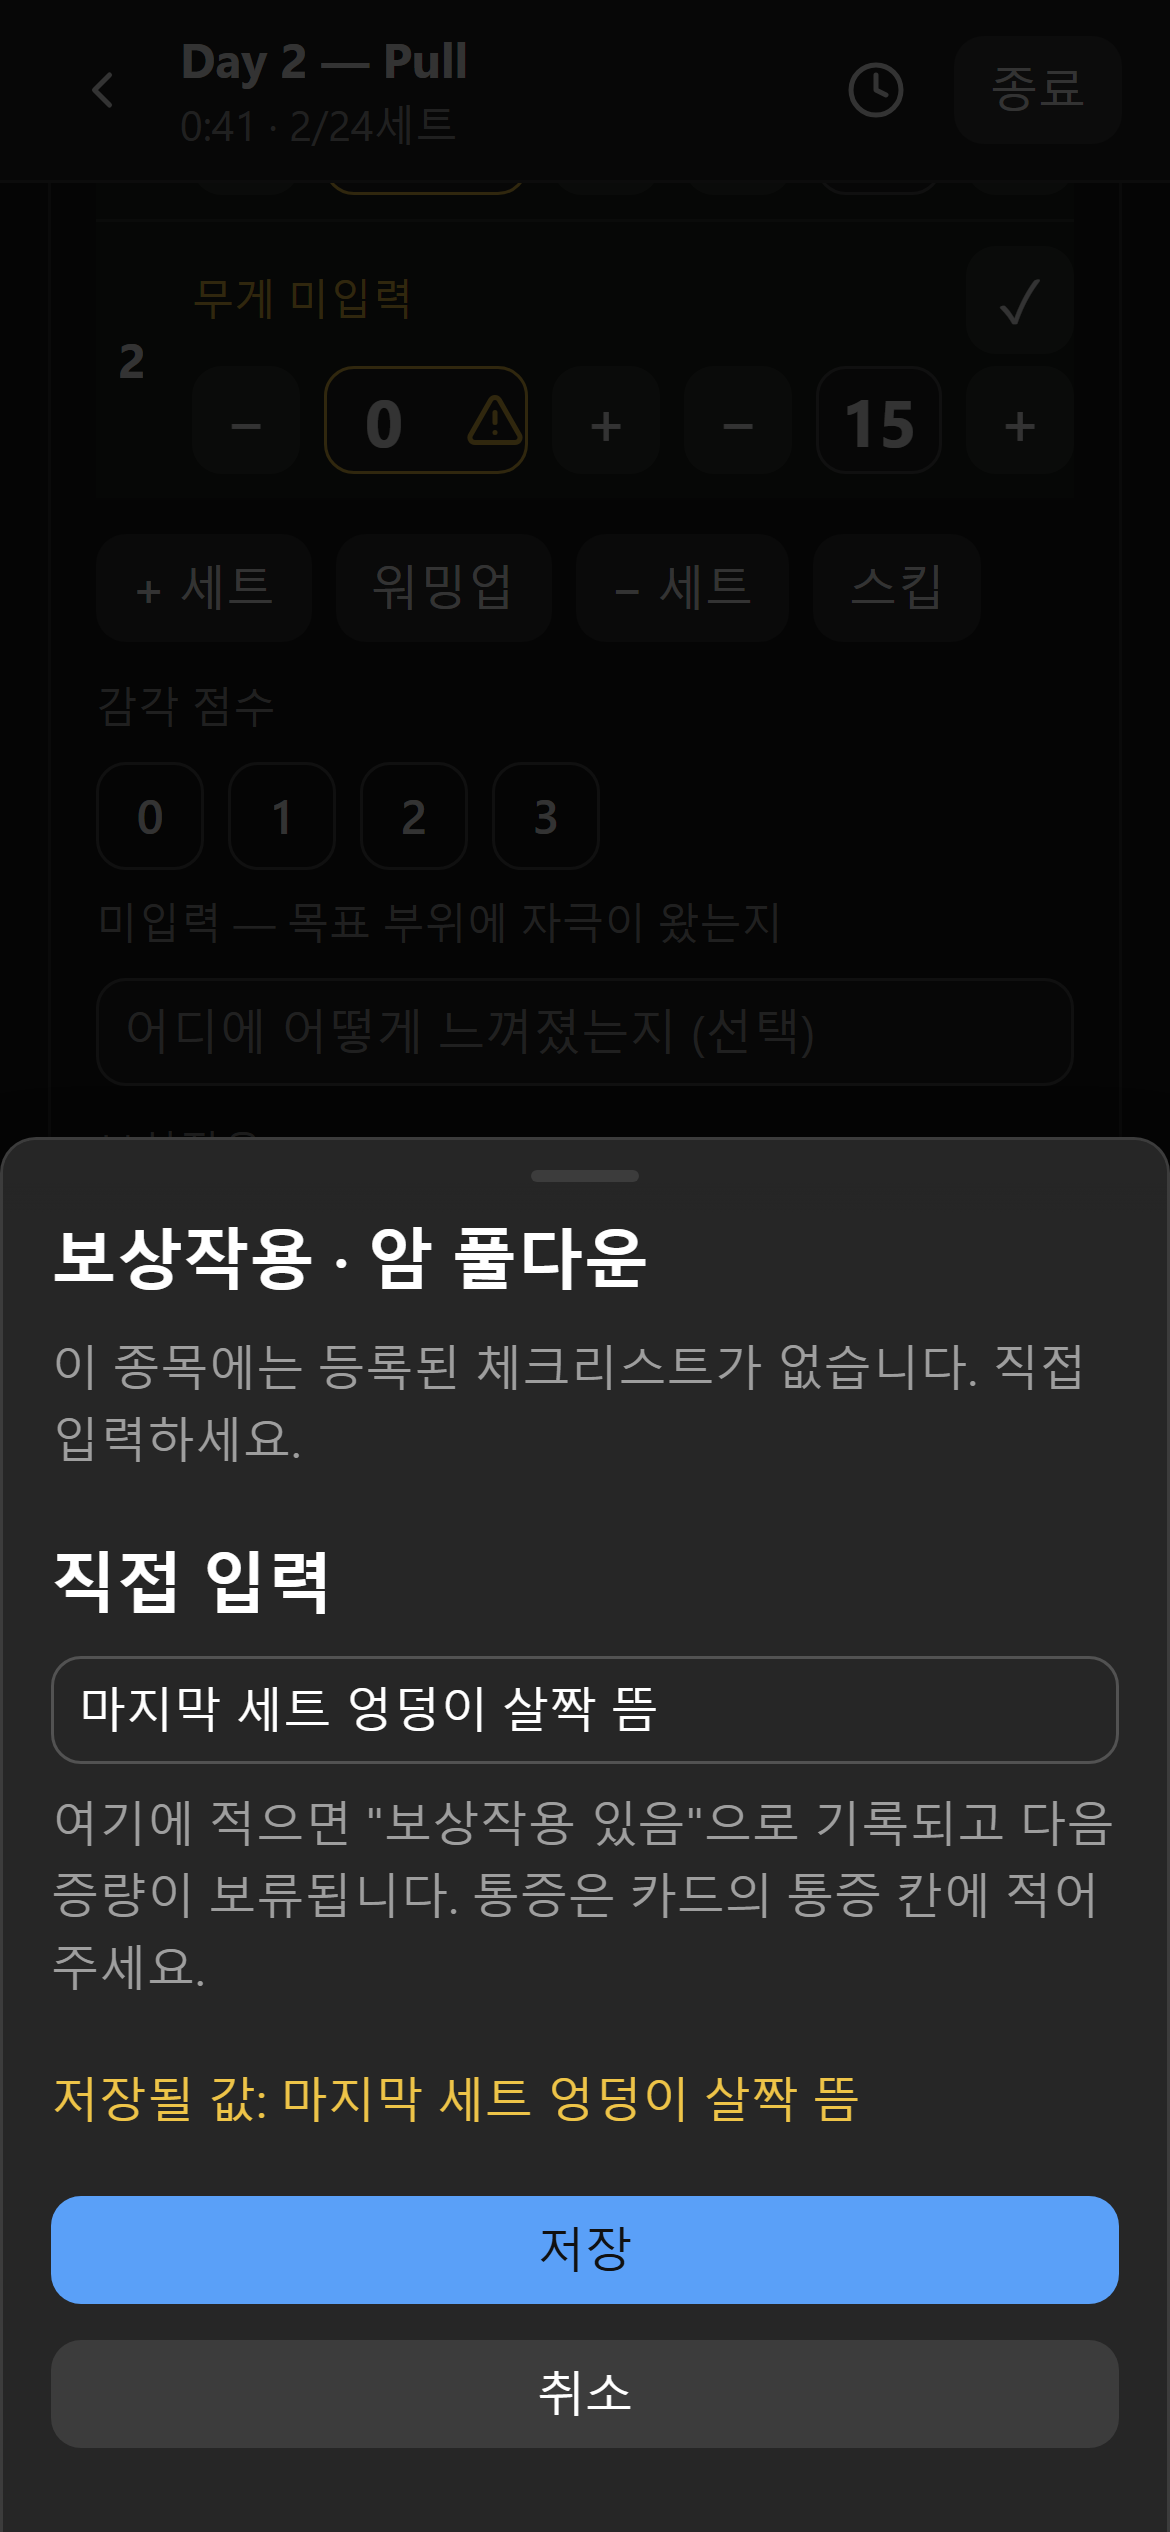 Day 2 — Pull
0:41 · 2/24세트
종료
무게 미입력
✓
2
− 0 + − 15 +
+ 세트 워밍업 − 세트 스킵
감각 점수
0 1 2 3
미입력 — 목표 부위에 자극이 왔는지
어디에 어떻게 느껴졌는지 (선택)
보상작용 · 암 풀다운
이 종목에는 등록된 체크리스트가 없습니다. 직접
입력하세요.
직접 입력
마지막 세트 엉덩이 살짝 뜸
여기에 적으면 "보상작용 있음"으로 기록되고 다음
증량이 보류됩니다. 통증은 카드의 통증 칸에 적어
주세요.
저장될 값: 마지막 세트 엉덩이 살짝 뜸
저장
취소